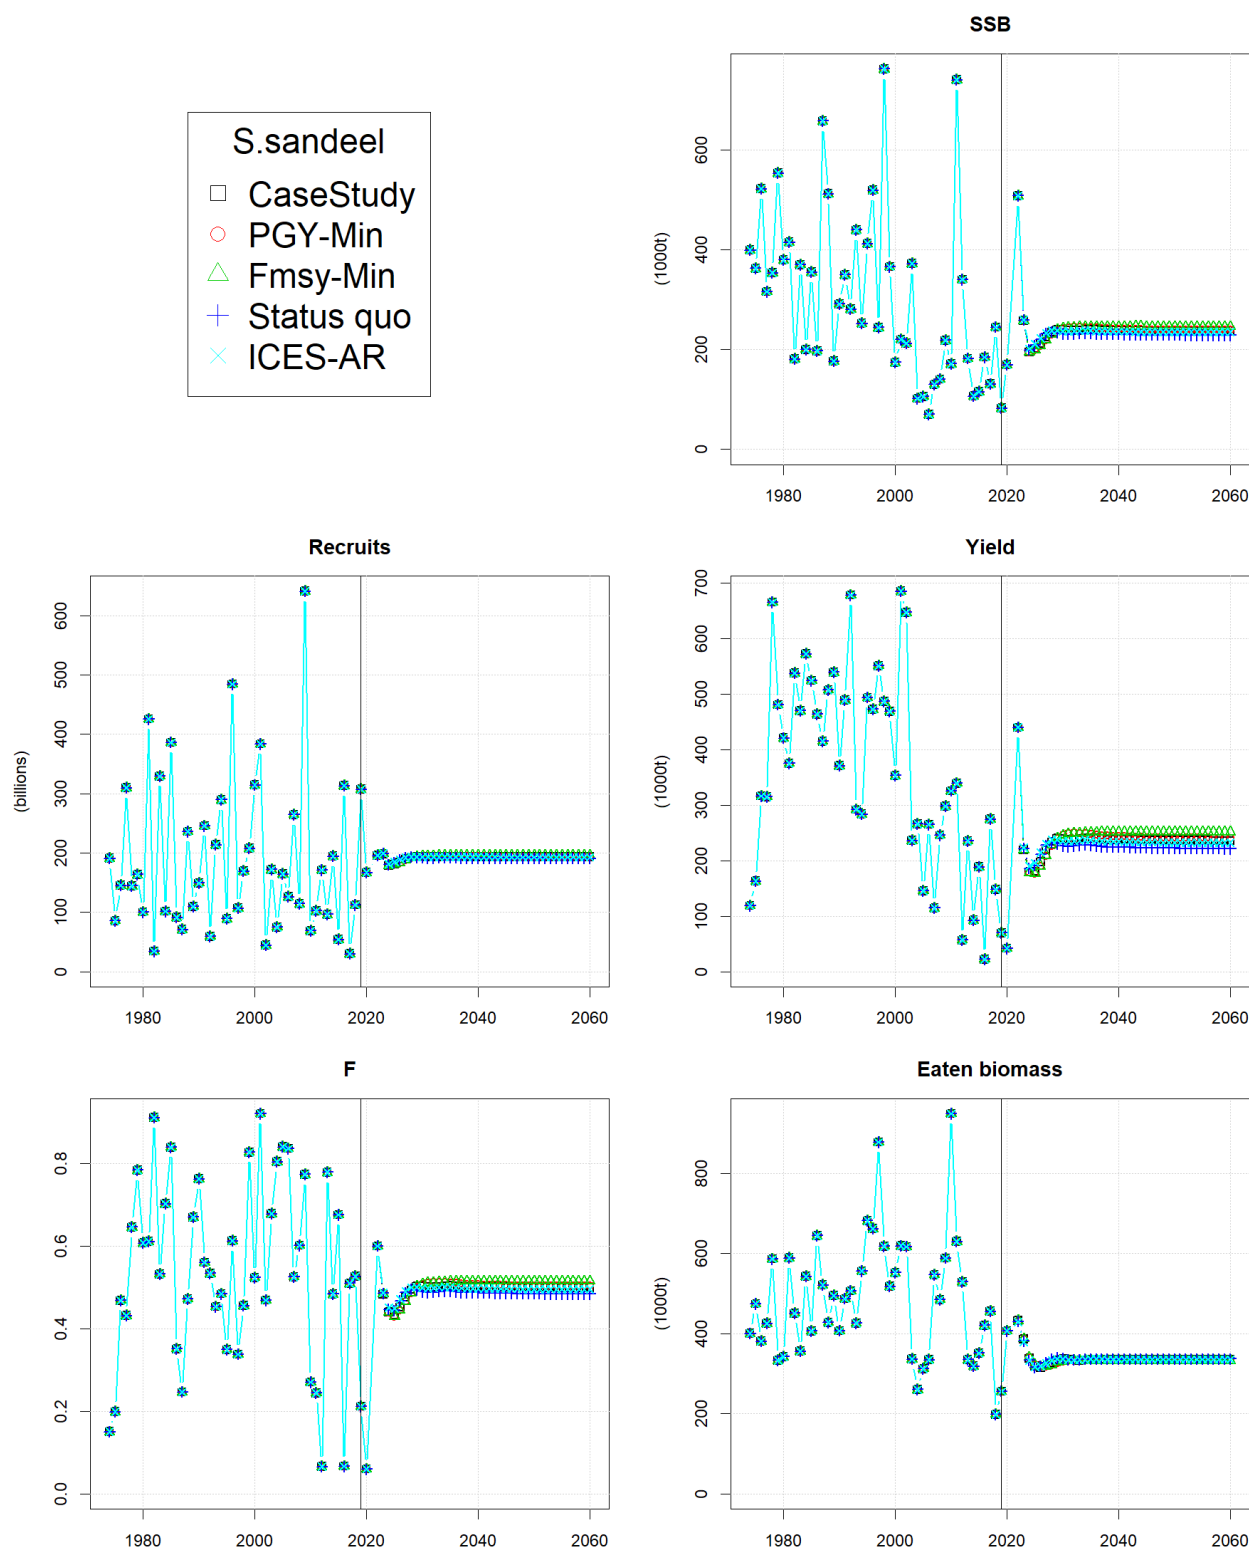 SSB
S.sandeel
CaseStudy
PGY-Min
Fmsy-Min
Status quo
ICES-AR
(1000t)
0 200 400 600
1980 2000 2020 2040 2060
Recruits
(billions)
0 100 200 300 400 500 600
1980 2000 2020 2040 2060
Yield
(1000t)
0 100 200 300 400 500 600 700
1980 2000 2020 2040 2060
F
0.0 0.2 0.4 0.6 0.8
1980 2000 2020 2040 2060
Eaten biomass
(1000t)
0 200 400 600 800
1980 2000 2020 2040 2060